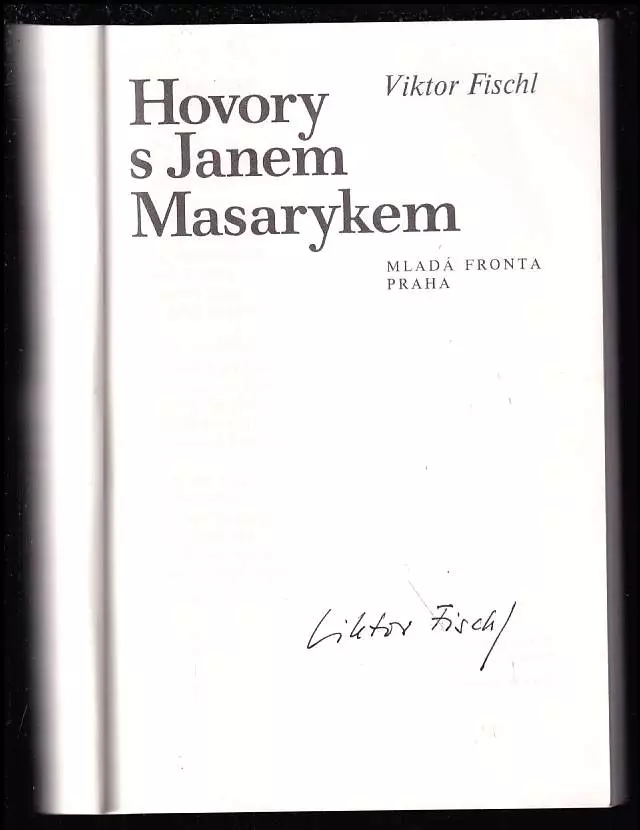 Viktor Fischl
Hovory
s Janem
Masarykem
MLADÁ FRONTA
PRAHA
Viktor Fischl